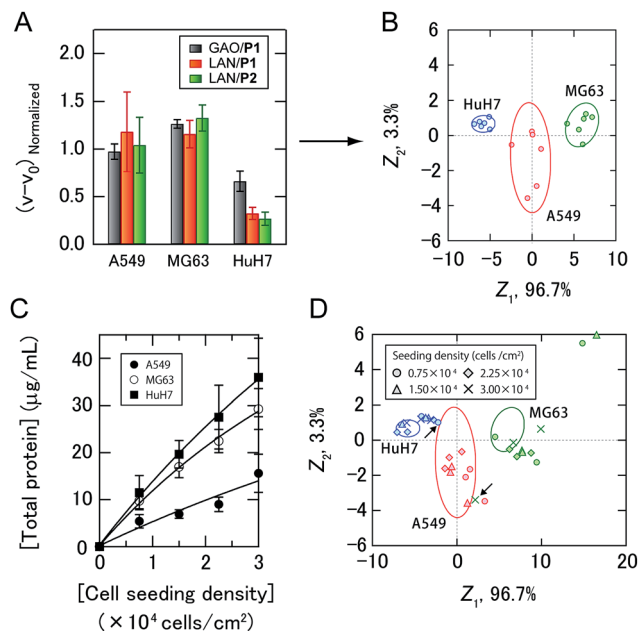 A
(v−v0) Normalized
2.0
1.5
1.0
0.5
0.0
GAO/P1
LAN/P1
LAN/P2
A549 MG63 HuH7
B
Z2, 3.3%
6
4
2
0
-2
-4
-6
HuH7
MG63
A549
-10 -5 0 5 10
Z1, 96.7%
C
[Total protein] (μg/mL)
40
30
20
10
0
A549
MG63
HuH7
0 1 2 3
[Cell seeding density]
(×10⁴ cells/cm²)
D
Z2, 3.3%
6
4
2
0
-2
-4
-6
Seeding density (cells /cm²)
0.75×10⁴ 2.25×10⁴
1.50×10⁴ 3.00×10⁴
MG63
HuH7
A549
-10 0 10 20
Z1, 96.7%